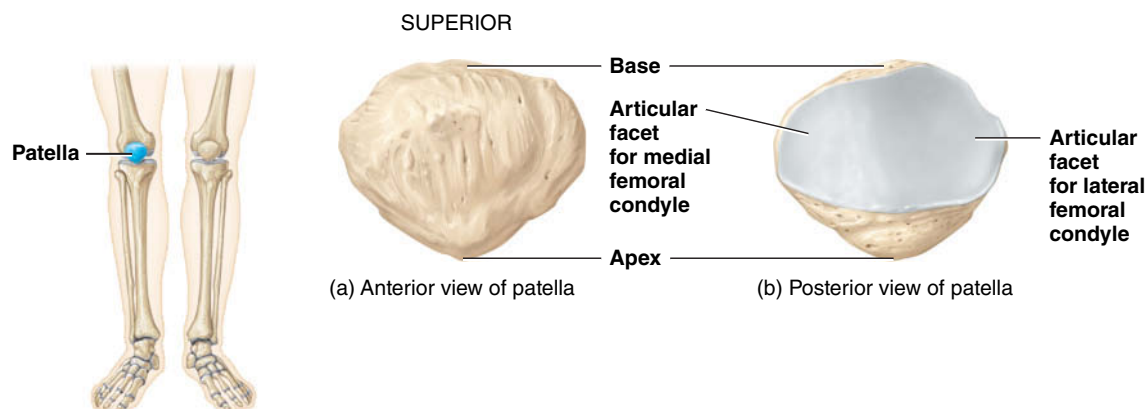 SUPERIOR
Patella
Base
Articular
facet
for medial
femoral
condyle
Articular
facet
for lateral
femoral
condyle
Apex
(a) Anterior view of patella
(b) Posterior view of patella